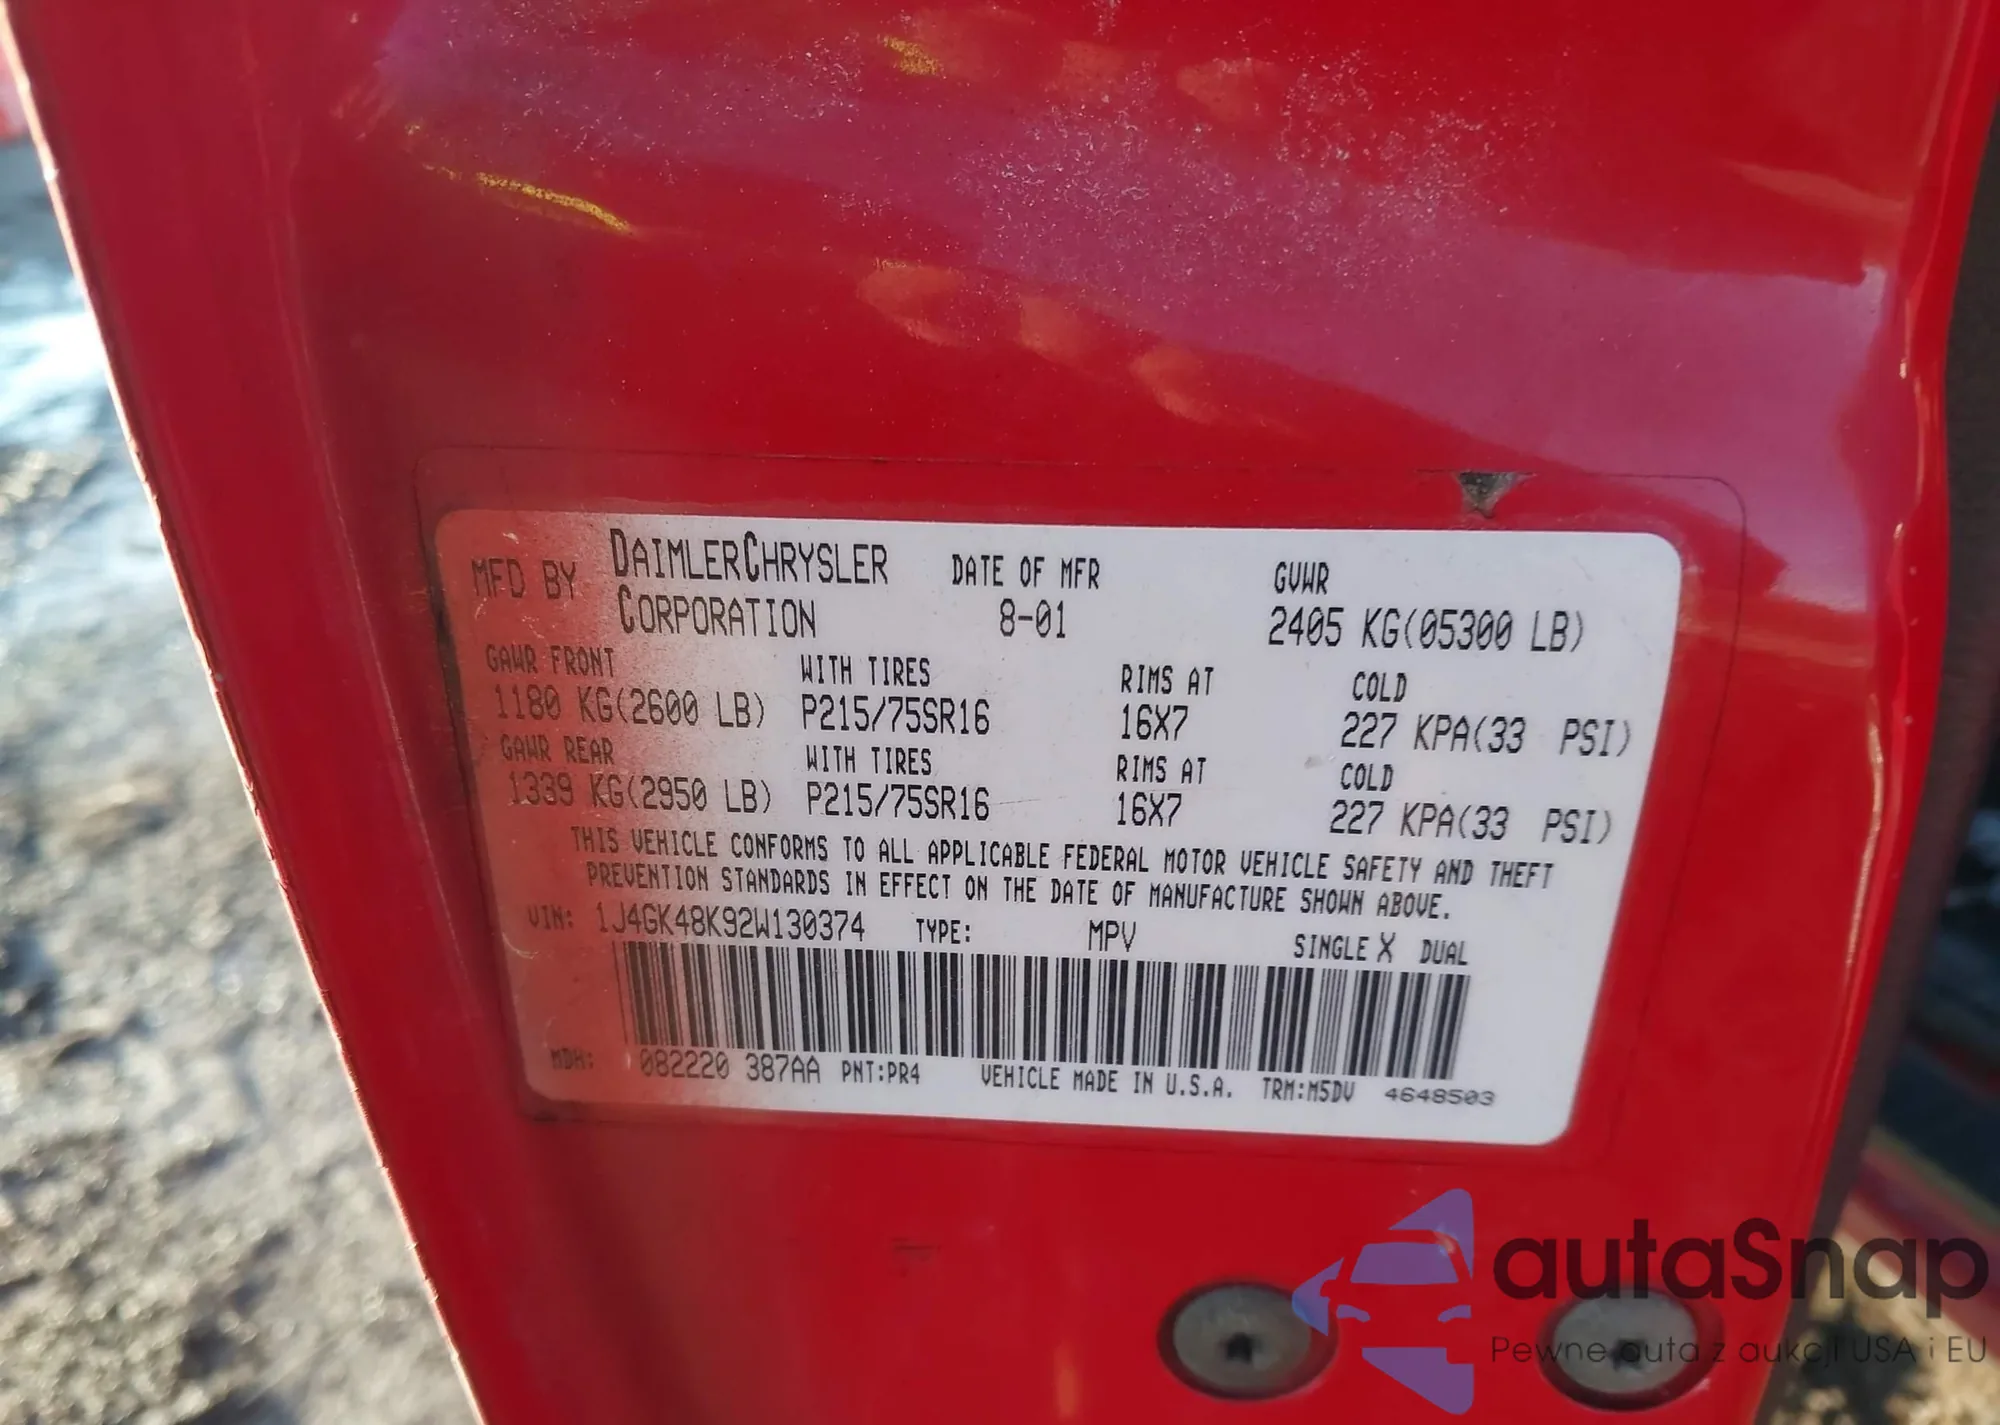 MFD BY DAIMLERCHRYSLER CORPORATION DATE OF MFR 8-01 GVWR 2405 KG(05300 LB)
GAWR FRONT WITH TIRES RIMS AT COLD
1180 KG(2600 LB) P215/75SR16 16X7 227 KPA(33 PSI)
GAWR REAR WITH TIRES RIMS AT COLD
1339 KG(2950 LB) P215/75SR16 16X7 227 KPA(33 PSI)
THIS VEHICLE CONFORMS TO ALL APPLICABLE FEDERAL MOTOR VEHICLE SAFETY AND THEFT
PREVENTION STANDARDS IN EFFECT ON THE DATE OF MANUFACTURE SHOWN ABOVE.
VIN: 1J4GK48K92W130374 TYPE: MPV SINGLE X DUAL
MDH: 082220 387AA PNT:PR4 VEHICLE MADE IN U.S.A. TRM:M5DV 4648503
autaSnap
Pewne auta z aukcji USA i EU